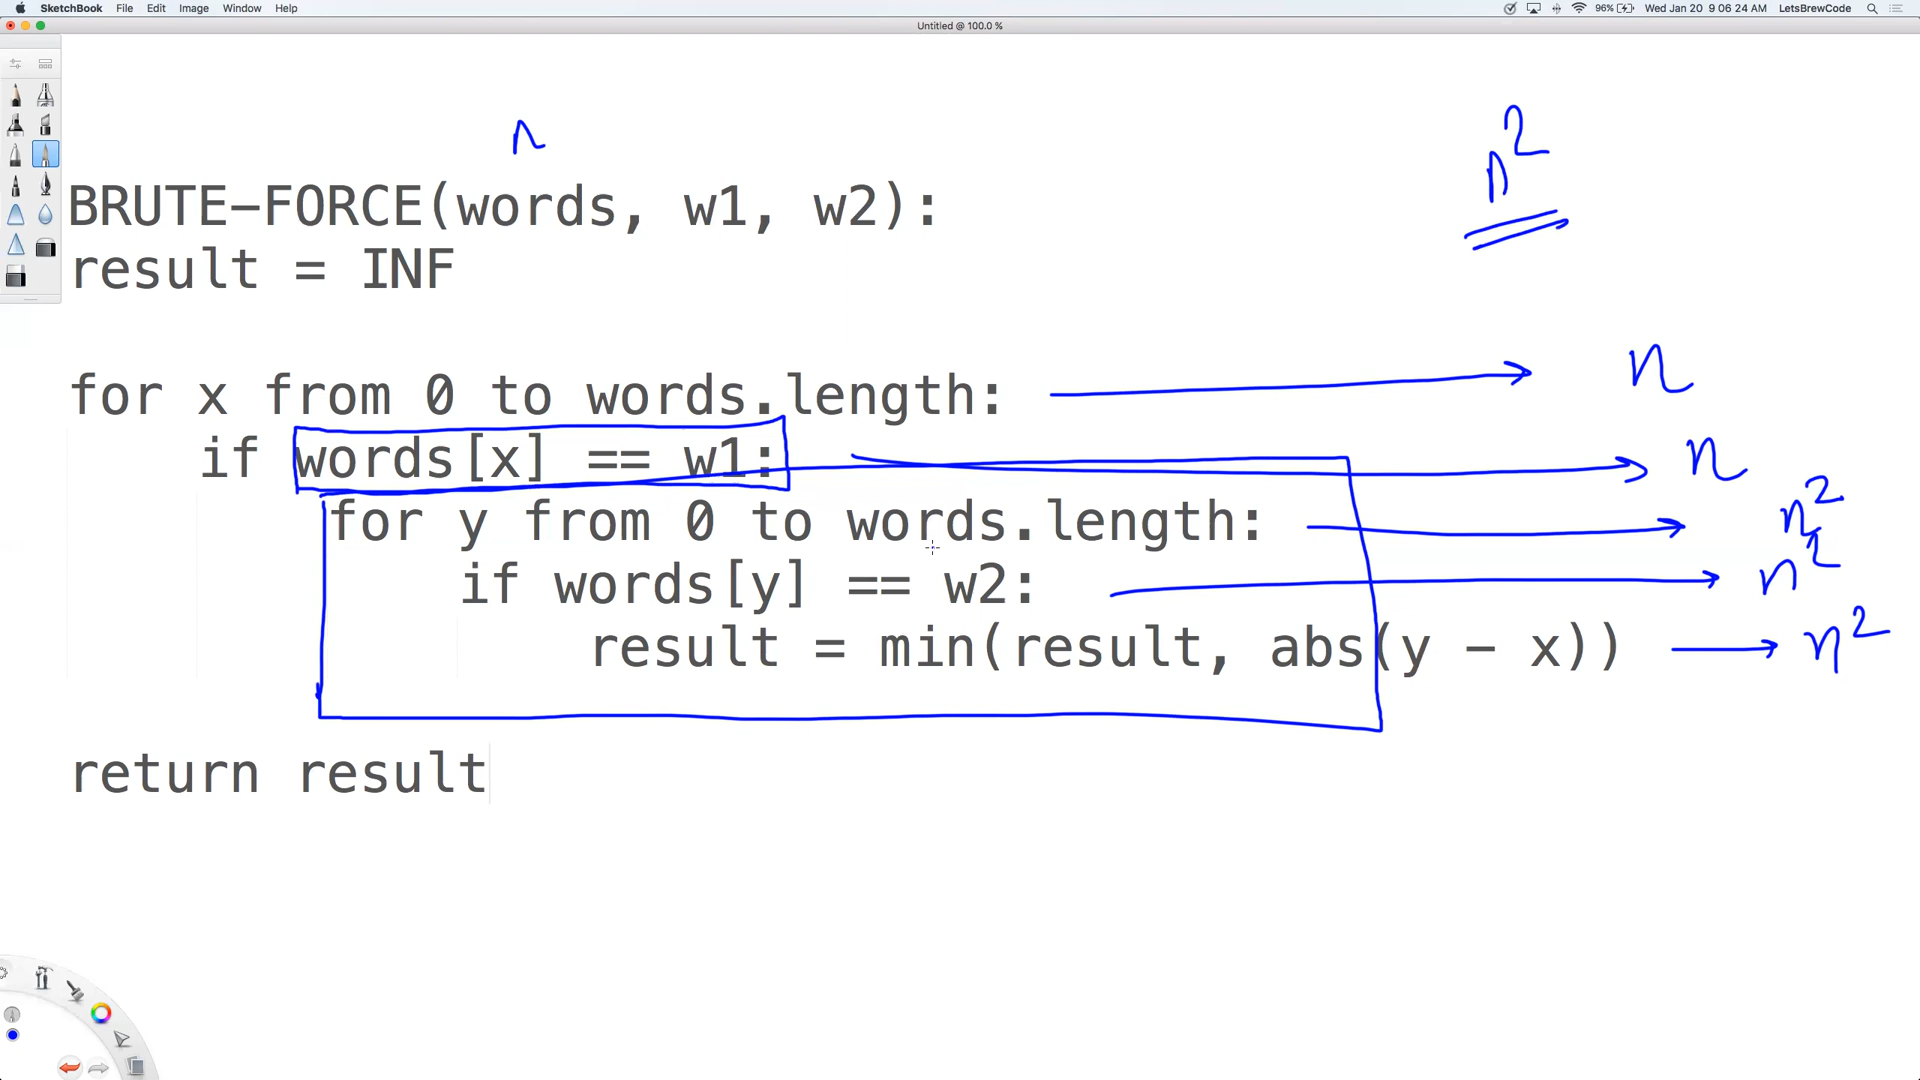 SketchBook File Edit Image Window Help 96% Wed Jan 20 9 06 24 AM LetsBrewCode
Untitled @ 100.0 %
n
n²
BRUTE-FORCE(words, w1, w2):
result = INF
for x from 0 to words.length: n
if words[x] == w1: n
for y from 0 to words.length: n²
if words[y] == w2: n²
result = min(result, abs(y - x)) n²
return result